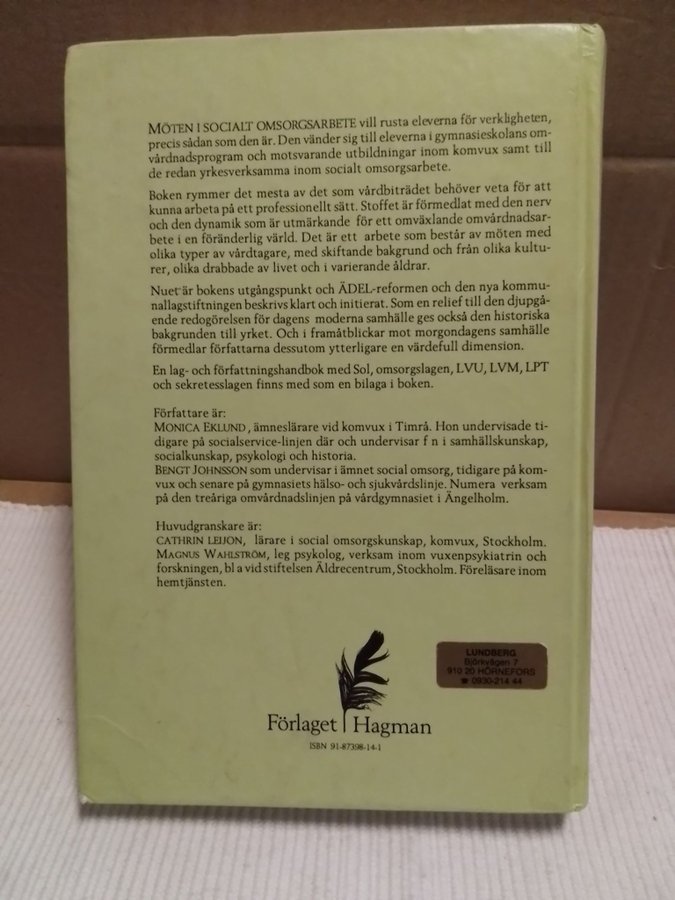 MÖTEN I SOCIALT OMSORGSARBETE vill rusta eleverna för verkligheten,
precis sådan som den är. Den vänder sig till eleverna i gymnasieskolans om-
vårdnadsprogram och motsvarande utbildningar inom komvux samt till
de redan yrkesverksamma inom socialt omsorgsarbete.
Boken rymmer det mesta av det som vårdbiträdet behöver veta för att
kunna arbeta på ett professionellt sätt. Stoffet är förmedlat med den nerv
och den dynamik som är utmärkande för ett omväxlande omvårdnadsar-
bete i en föränderlig värld. Det är ett arbete som består av möten med
olika typer av vårdtagare, med skiftande bakgrund och från olika kultu-
rer, olika drabbade av livet och i varierande åldrar.
Nuet är bokens utgångspunkt och ÄDEL-reformen och den nya kommu-
nallagstiftningen beskrivs klart och initierat. Som en relief till den djupgå-
ende redogörelsen för dagens moderna samhälle ges också den historiska
bakgrunden till yrket. Och i framåtblickar mot morgondagens samhälle
förmedlar författarna dessutom ytterligare en värdefull dimension.
En lag- och författningshandbok med Sol, omsorgslagen, LVU, LVM, LPT
och sekretesslagen finns med som en bilaga i boken.
Författare är:
MONICA EKLUND, ämneslärare vid komvux i Timrå. Hon undervisade ti-
digare på socialservice-linjen där och undervisar f n i samhällskunskap,
socialkunskap, psykologi och historia.
BENGT JOHNSSON som undervisar i ämnet social omsorg, tidigare på kom-
vux och senare på gymnasiets hälso- och sjukvårdslinje. Numera verksam
på den treåriga omvårdnadslinjen på vårdgymnasiet i Ängelholm.
Huvudgranskare är:
CATHRIN LEIJON, lärare i social omsorgskunskap, komvux, Stockholm.
MAGNUS WAHLSTRÖM, leg psykolog, verksam inom vuxenpsykiatrin och
forskningen, bl a vid stiftelsen Äldrecentrum, Stockholm. Föreläsare inom
hemtjänsten.
LUNDBERG
Björkvägen 7
910 20 HÖRNEFORS
☎ 0930-214 44
Förlaget Hagman
ISBN 91-87398-14-1